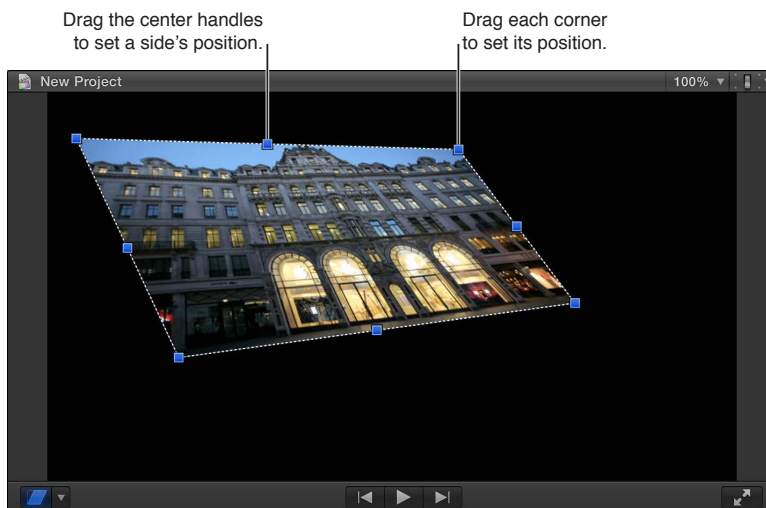 Drag the center handles
to set a side’s position.
Drag each corner
to set its position.
New Project
100%